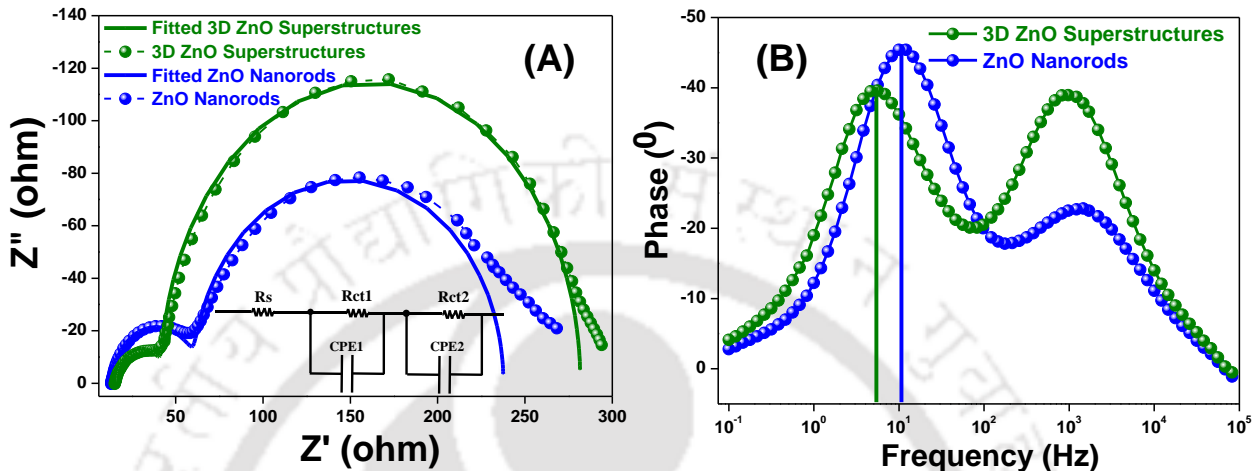 -140
-120
-100
-80
-60
-40
-20
0
Z" (ohm)
Fitted 3D ZnO Superstructures
3D ZnO Superstructures
Fitted ZnO Nanorods
ZnO Nanorods
(A)
Rs
Rct1
Rct2
CPE1
CPE2
50
100
150
200
250
300
Z' (ohm)
-50
-40
-30
-20
-10
0
Phase (⁰)
(B)
3D ZnO Superstructures
ZnO Nanorods
10⁻¹
10⁰
10¹
10²
10³
10⁴
10⁵
Frequency (Hz)